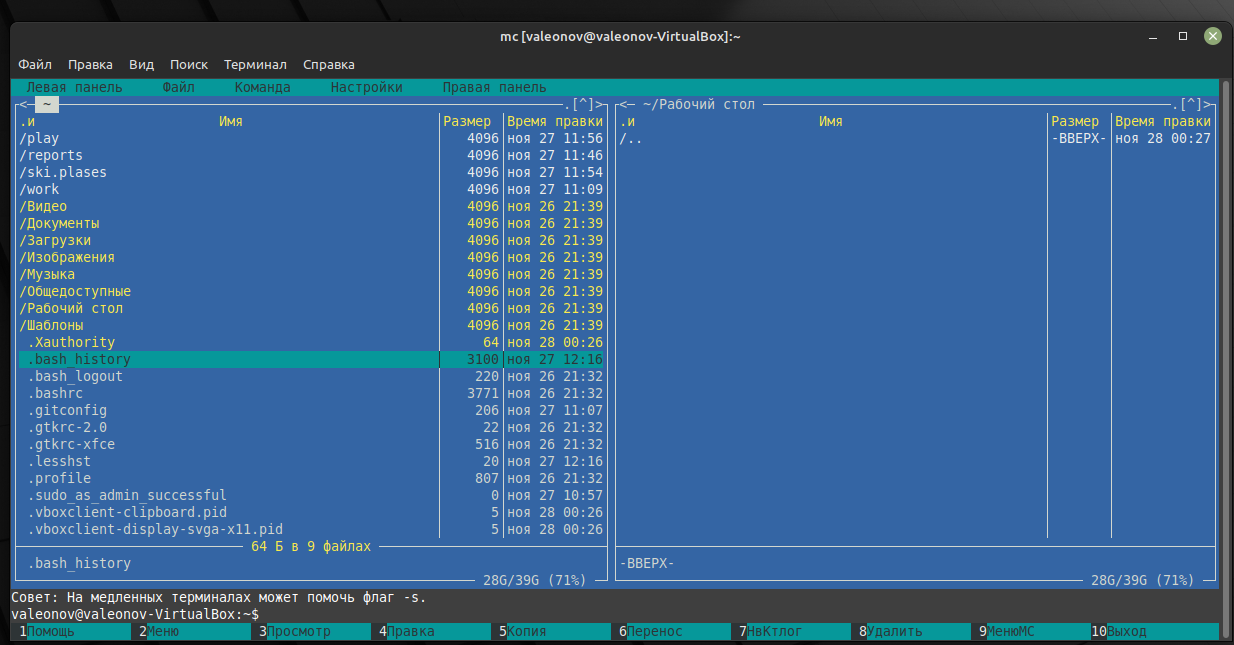 mc [valeonov@valeonov-VirtualBox]:~
Файл Правка Вид Поиск Терминал Справка
Левая панель Файл Команда Настройки Правая панель
<─ ~ .[^]> <─ ~/Рабочий стол .[^]>
.и Имя Размер Время правки .и Имя Размер Время правки
/play 4096 ноя 27 11:56 /.. -ВВЕРХ- ноя 28 00:27
/reports 4096 ноя 27 11:46
/ski.plases 4096 ноя 27 11:54
/work 4096 ноя 27 11:09
/Видео 4096 ноя 26 21:39
/Документы 4096 ноя 26 21:39
/Загрузки 4096 ноя 26 21:39
/Изображения 4096 ноя 26 21:39
/Музыка 4096 ноя 26 21:39
/Общедоступные 4096 ноя 26 21:39
/Рабочий стол 4096 ноя 26 21:39
/Шаблоны 4096 ноя 26 21:39
.Xauthority 64 ноя 28 00:26
.bash_history 3100 ноя 27 12:16
.bash_logout 220 ноя 26 21:32
.bashrc 3771 ноя 26 21:32
.gitconfig 206 ноя 27 11:07
.gtkrc-2.0 22 ноя 26 21:32
.gtkrc-xfce 516 ноя 26 21:32
.lesshst 20 ноя 27 12:16
.profile 807 ноя 26 21:32
.sudo_as_admin_successful 0 ноя 27 10:57
.vboxclient-clipboard.pid 5 ноя 28 00:26
.vboxclient-display-svga-x11.pid 5 ноя 28 00:26
64 Б в 9 файлах
.bash_history -ВВЕРХ-
28G/39G (71%) 28G/39G (71%)
Совет: На медленных терминалах может помочь флаг -s.
valeonov@valeonov-VirtualBox:~$
1Помощь 2Меню 3Просмотр 4Правка 5Копия 6Перенос 7НвКтлог 8Удалить 9МенюМС 10Выход